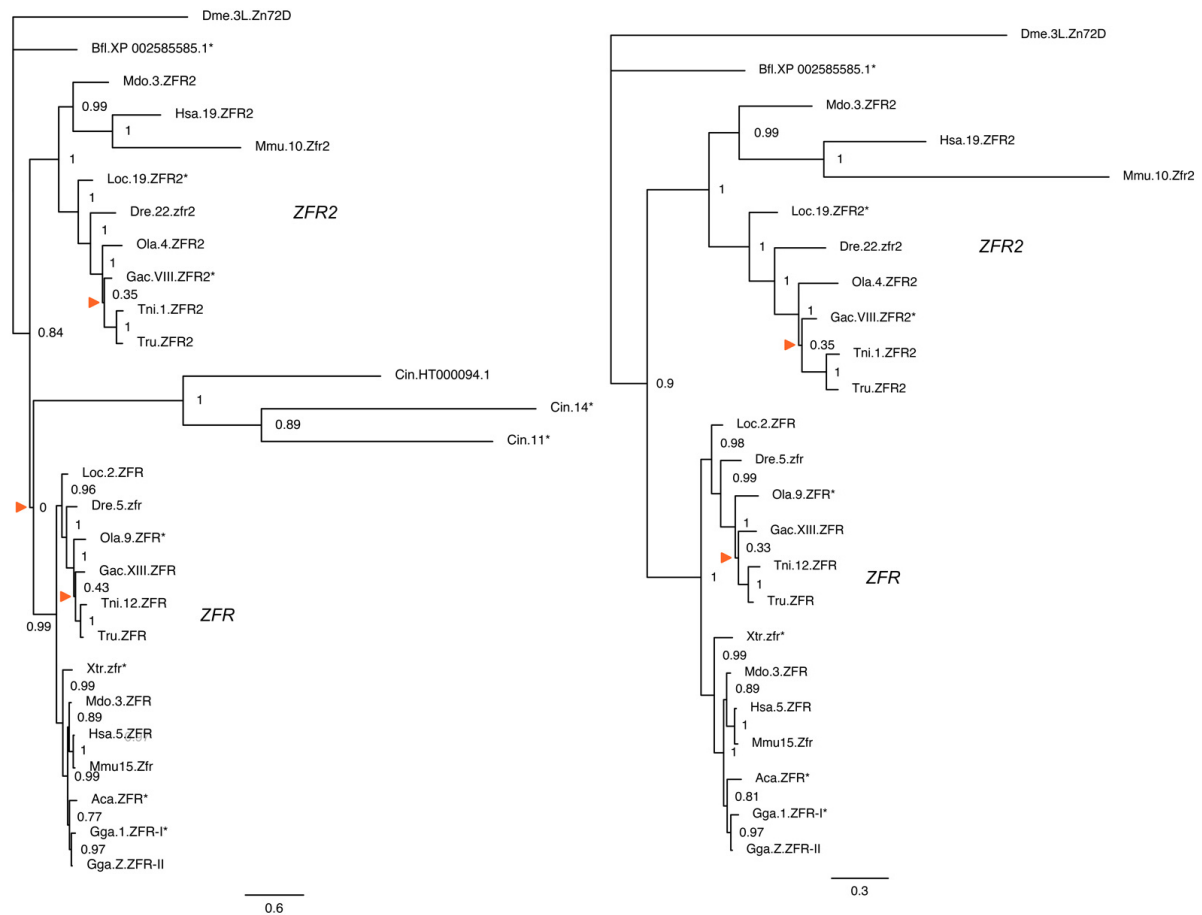 Dme.3L.Zn72D
Bfl.XP 002585585.1*
Mdo.3.ZFR2
0.99
Hsa.19.ZFR2
1
Mmu.10.Zfr2
1
Loc.19.ZFR2*
1
Dre.22.zfr2
ZFR2
1
Ola.4.ZFR2
1
Gac.VIII.ZFR2*
0.35
Tni.1.ZFR2
1
Tru.ZFR2
0.84
Cin.HT000094.1
1
Cin.14*
0.89
Cin.11*
Loc.2.ZFR
0.96
Dre.5.zfr
0
1
Ola.9.ZFR*
1
Gac.XIII.ZFR
0.43
Tni.12.ZFR
ZFR
1
Tru.ZFR
0.99
Xtr.zfr*
0.99
Mdo.3.ZFR
0.89
Hsa.5.ZFR
1
Mmu15.Zfr
0.99
Aca.ZFR*
0.77
Gga.1.ZFR-I*
0.97
Gga.Z.ZFR-II
0.6
Dme.3L.Zn72D
Bfl.XP 002585585.1*
Mdo.3.ZFR2
0.99
Hsa.19.ZFR2
1
Mmu.10.Zfr2
1
Loc.19.ZFR2*
1
Dre.22.zfr2
ZFR2
1
Ola.4.ZFR2
1
Gac.VIII.ZFR2*
0.35
Tni.1.ZFR2
1
Tru.ZFR2
0.9
Loc.2.ZFR
0.98
Dre.5.zfr
0.99
Ola.9.ZFR*
1
Gac.XIII.ZFR
0.33
Tni.12.ZFR
ZFR
1
1
Tru.ZFR
Xtr.zfr*
0.99
Mdo.3.ZFR
0.89
Hsa.5.ZFR
1
Mmu15.Zfr
1
Aca.ZFR*
0.81
Gga.1.ZFR-I*
0.97
Gga.Z.ZFR-II
0.3